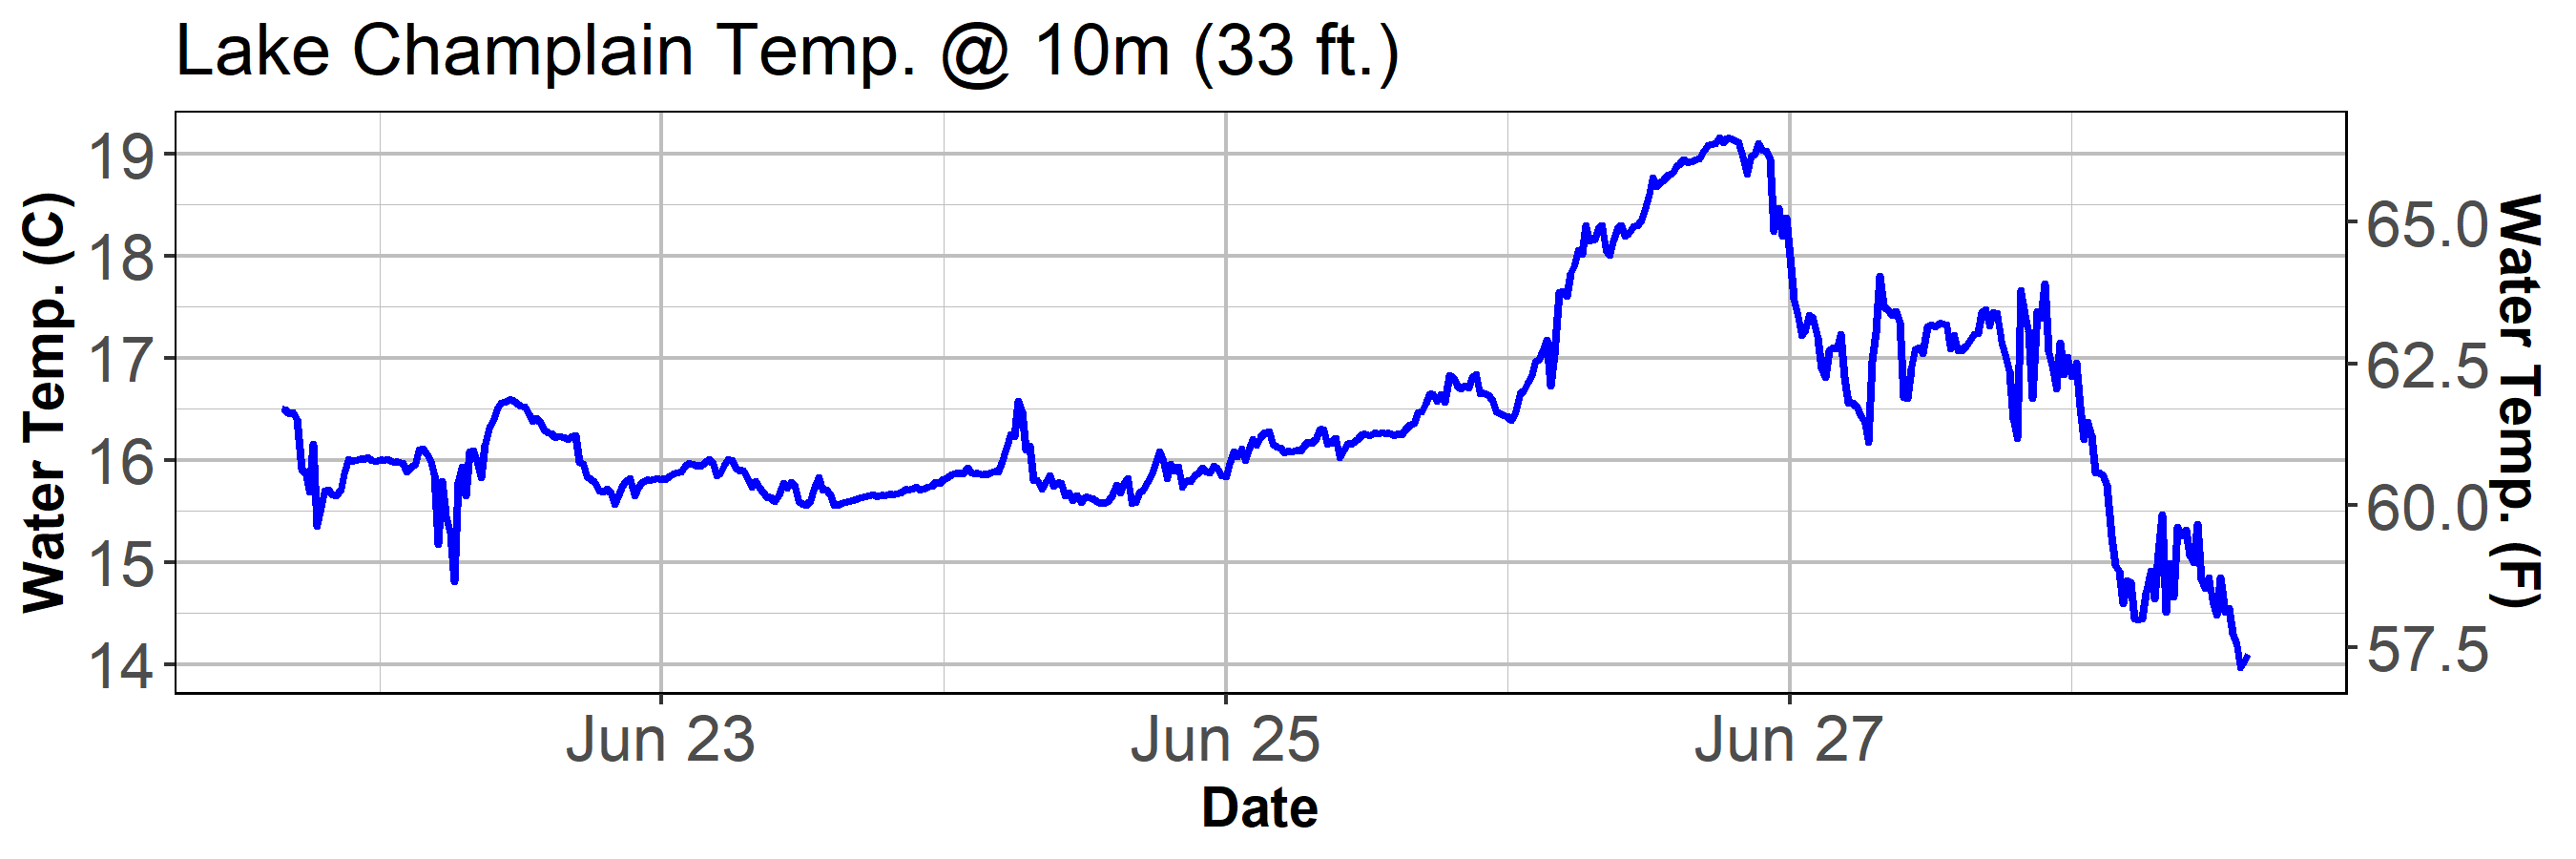 Lake Champlain Temp. @ 10m (33 ft.)
Water Temp. (C)
19
18
17
16
15
14
65.0
62.5
60.0
57.5
Water Temp. (F)
Jun 23
Jun 25
Jun 27
Date